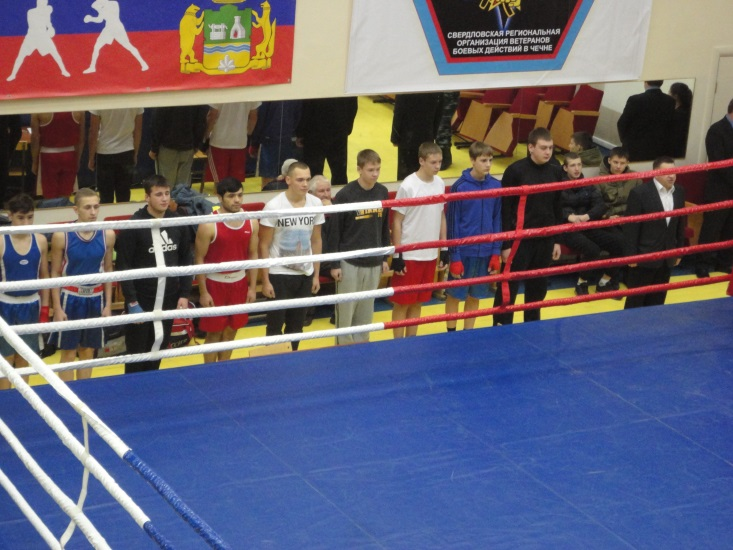 СВЕРДЛОВСКАЯ РЕГИОНАЛЬНАЯ
ОРГАНИЗАЦИЯ ВЕТЕРАНОВ
БОЕВЫХ ДЕЙСТВИЙ В ЧЕЧНЕ
NEW YORK
adidas